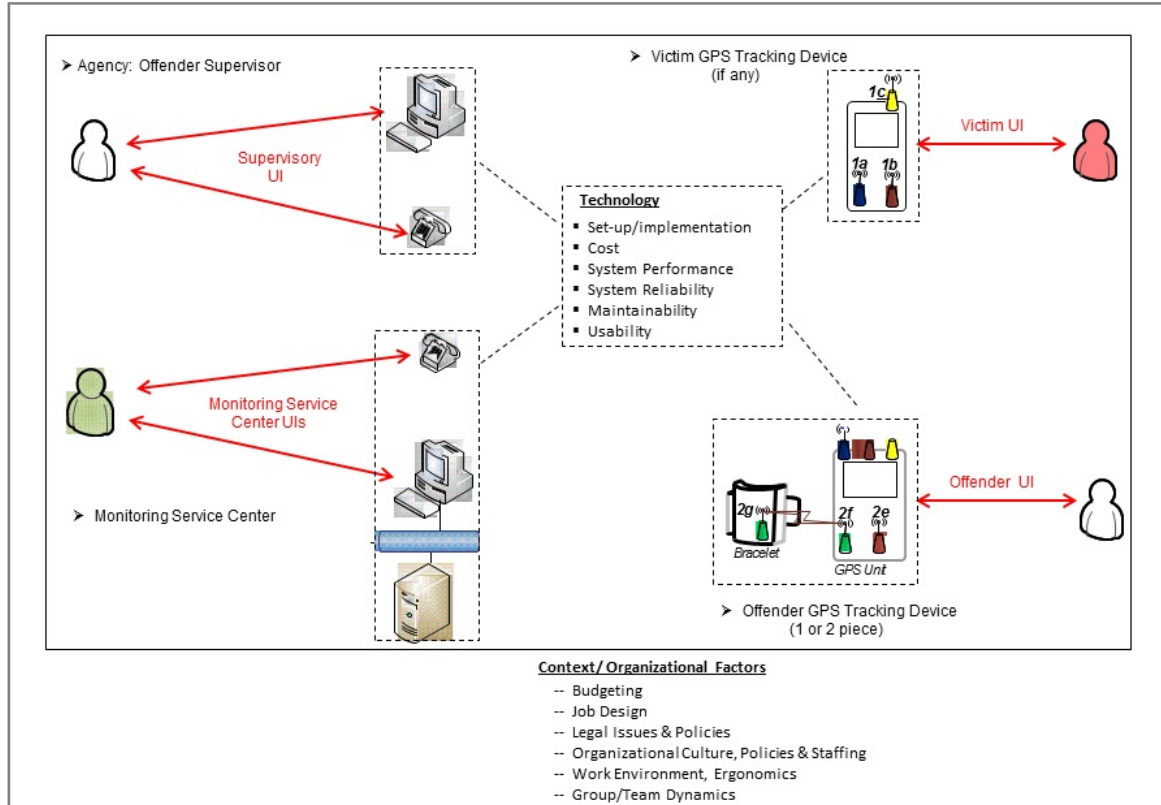 ➢ Agency: Offender Supervisor
Supervisory
UI
➢ Victim GPS Tracking Device
(if any)
1c
1a 1b
Victim UI
Technology
▪ Set-up/implementation
▪ Cost
▪ System Performance
▪ System Reliability
▪ Maintainability
▪ Usability
Monitoring Service
Center UIs
➢ Monitoring Service Center
2g
Bracelet
2f 2e
GPS Unit
Offender UI
➢ Offender GPS Tracking Device
(1 or 2 piece)
Context/ Organizational Factors
-- Budgeting
-- Job Design
-- Legal Issues & Policies
-- Organizational Culture, Policies & Staffing
-- Work Environment, Ergonomics
-- Group/Team Dynamics